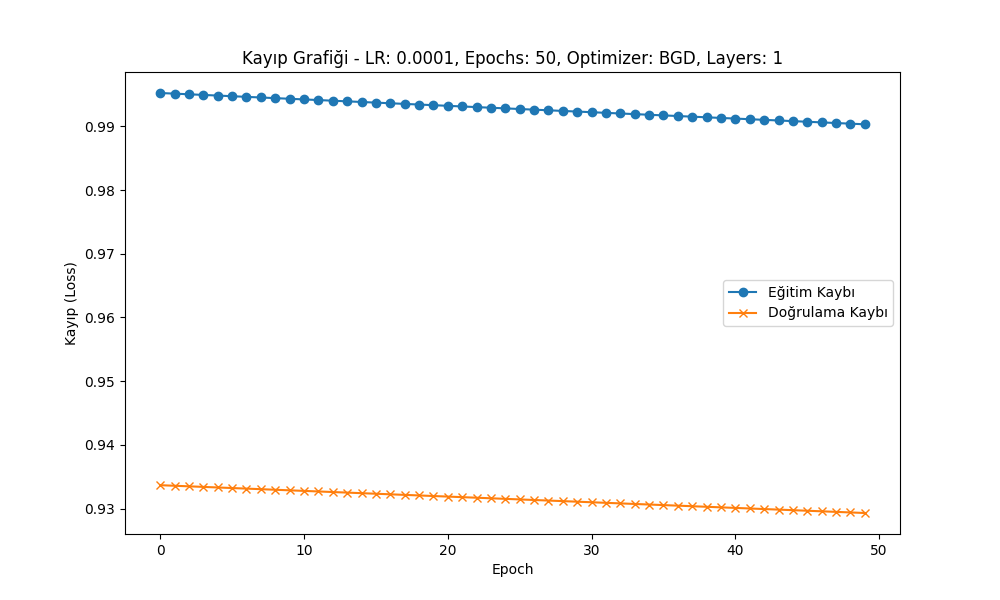 Kayıp Grafiği - LR: 0.0001, Epochs: 50, Optimizer: BGD, Layers: 1
Kayıp (Loss)
0.99
0.98
0.97
0.96
0.95
0.94
0.93
Eğitim Kaybı
Doğrulama Kaybı
0 10 20 30 40 50
Epoch